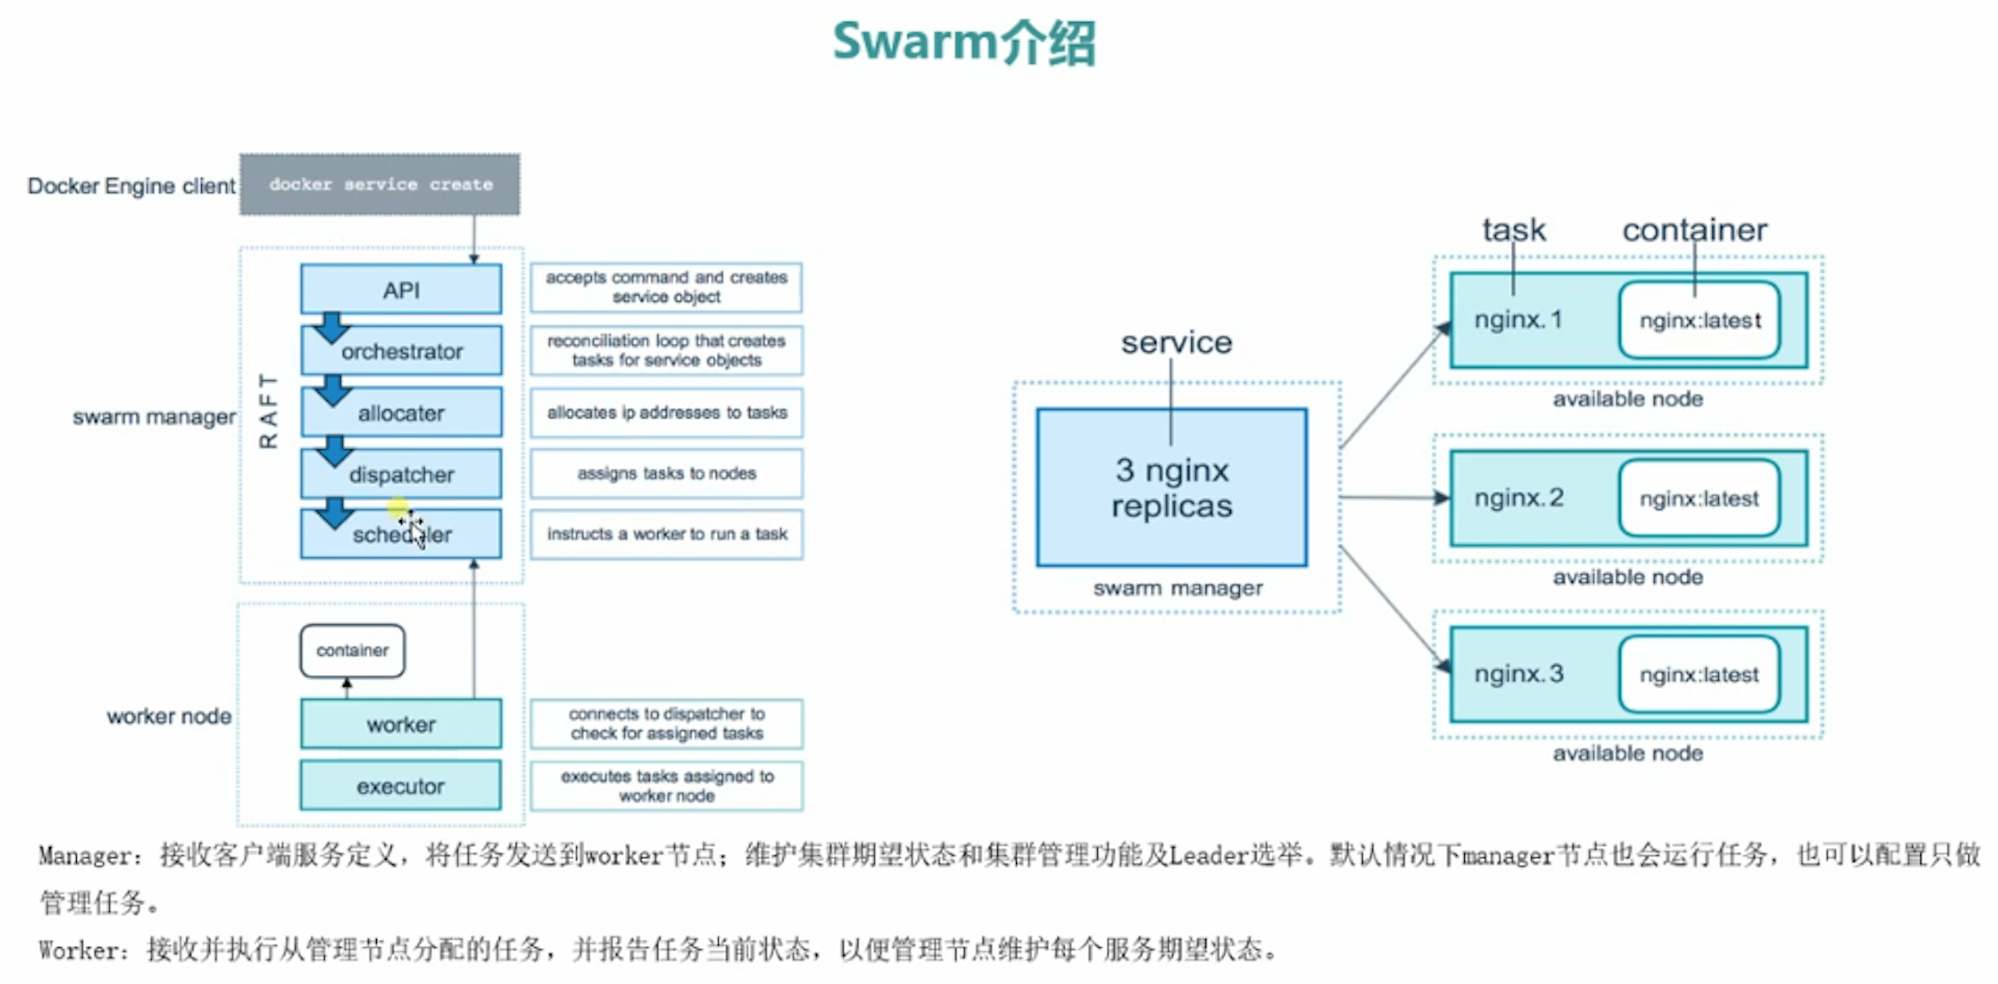 Swarm介绍
Docker Engine client
docker service create
swarm manager
RAFT
API
accepts command and creates
service object
orchestrator
reconciliation loop that creates
tasks for service objects
allocater
allocates ip addresses to tasks
dispatcher
assigns tasks to nodes
scheduler
instructs a worker to run a task
worker node
container
worker
connects to dispatcher to
check for assigned tasks
executor
executes tasks assigned to
worker node
service
3 nginx
replicas
swarm manager
task
container
nginx.1
nginx:latest
available node
nginx.2
nginx:latest
available node
nginx.3
nginx:latest
available node
Manager：接收客户端服务定义，将任务发送到worker节点；维护集群期望状态和集群管理功能及Leader选举。默认情况下manager节点也会运行任务，也可以配置只做
管理任务。
Worker：接收并执行从管理节点分配的任务，并报告任务当前状态，以便管理节点维护每个服务期望状态。